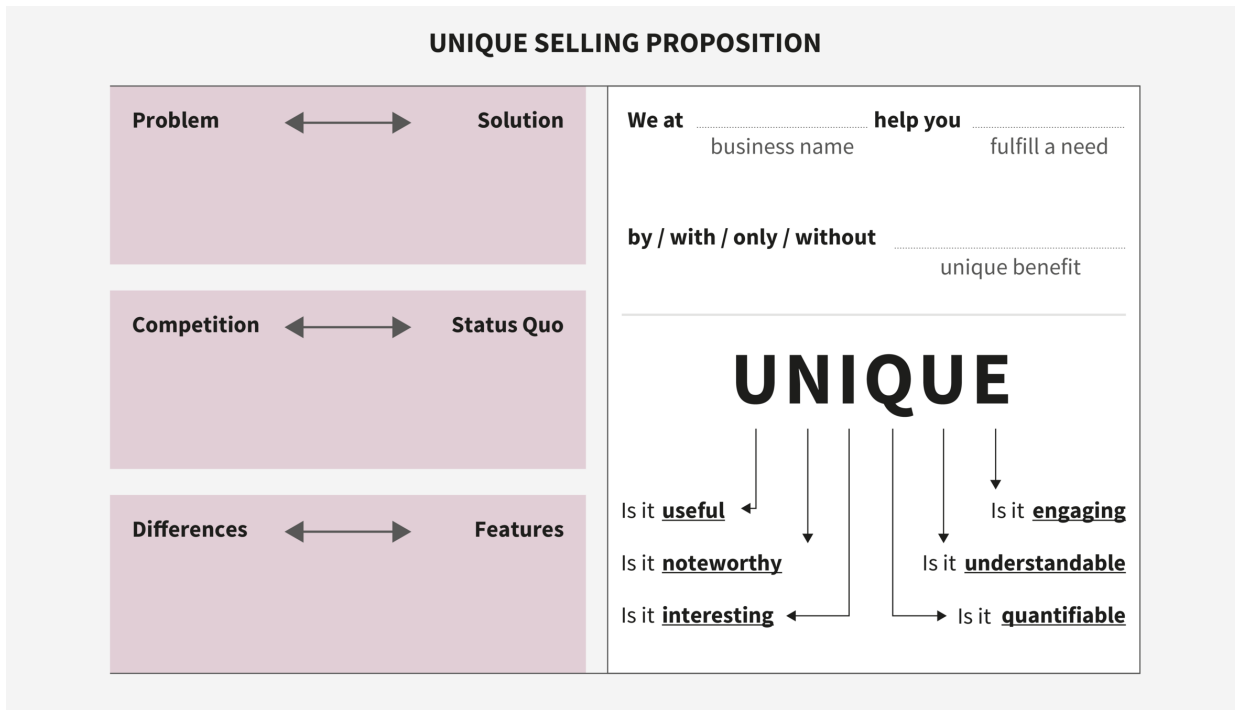 UNIQUE SELLING PROPOSITION
Problem Solution
Competition Status Quo
Differences Features
We at help you
business name fulfill a need
by / with / only / without
unique benefit
UNIQUE
Is it useful
Is it noteworthy
Is it interesting
Is it engaging
Is it understandable
Is it quantifiable